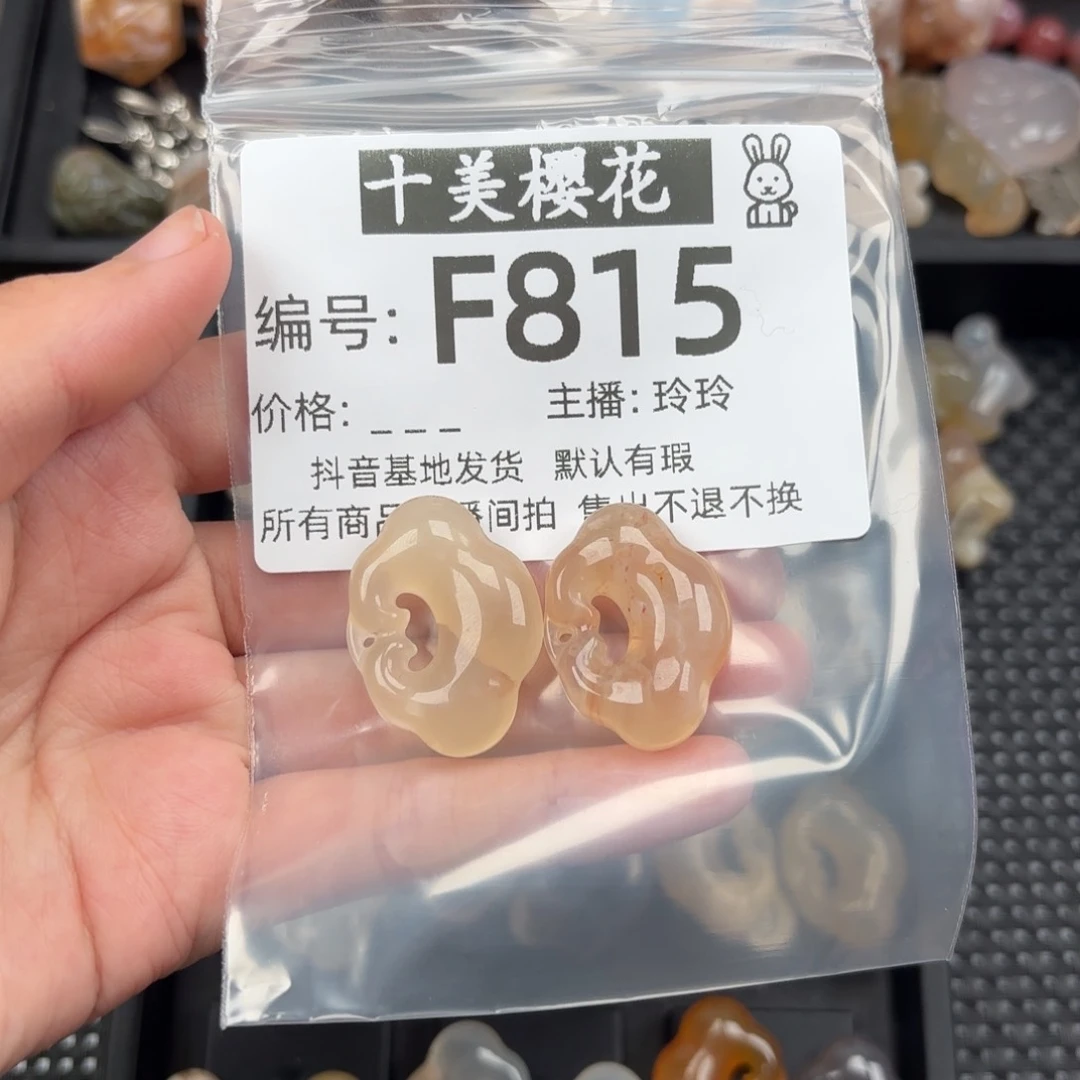 十美樱花
编号: F815
价格: _ _ _ 主播: 玲玲
抖音基地发货 默认有瑕
所有商品 播间拍 售出不退不换